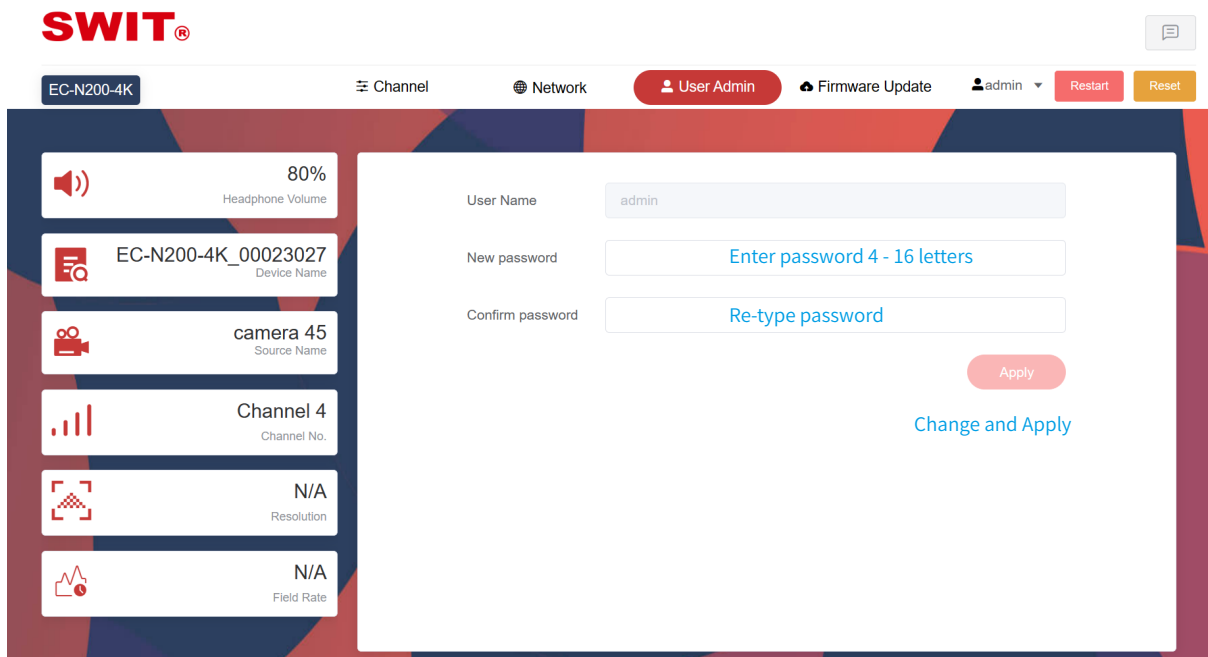 SWIT®
EC-N200-4K
Channel
Network
User Admin
Firmware Update
admin
Restart
Reset
80%
Headphone Volume
EC-N200-4K_00023027
Device Name
camera 45
Source Name
Channel 4
Channel No.
N/A
Resolution
N/A
Field Rate
User Name
admin
New password
Enter password 4 - 16 letters
Confirm password
Re-type password
Apply
Change and Apply